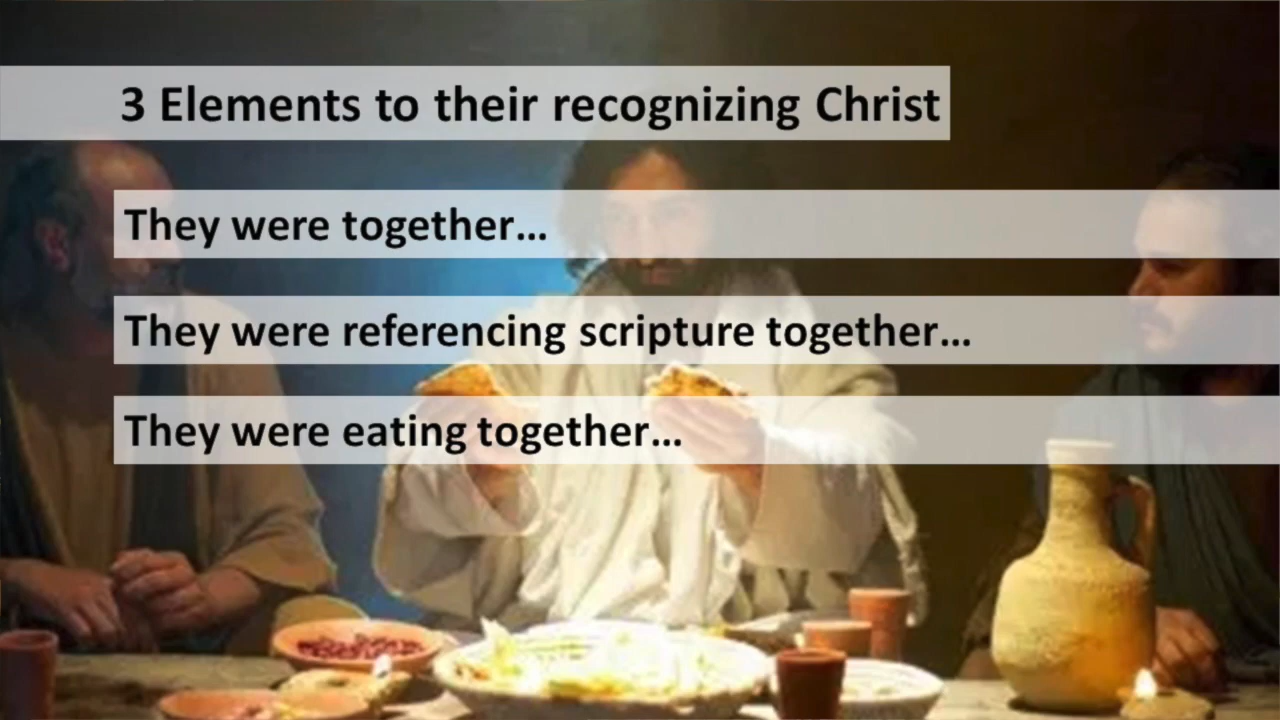 3 Elements to their recognizing Christ
They were together…
They were referencing scripture together…
They were eating together…